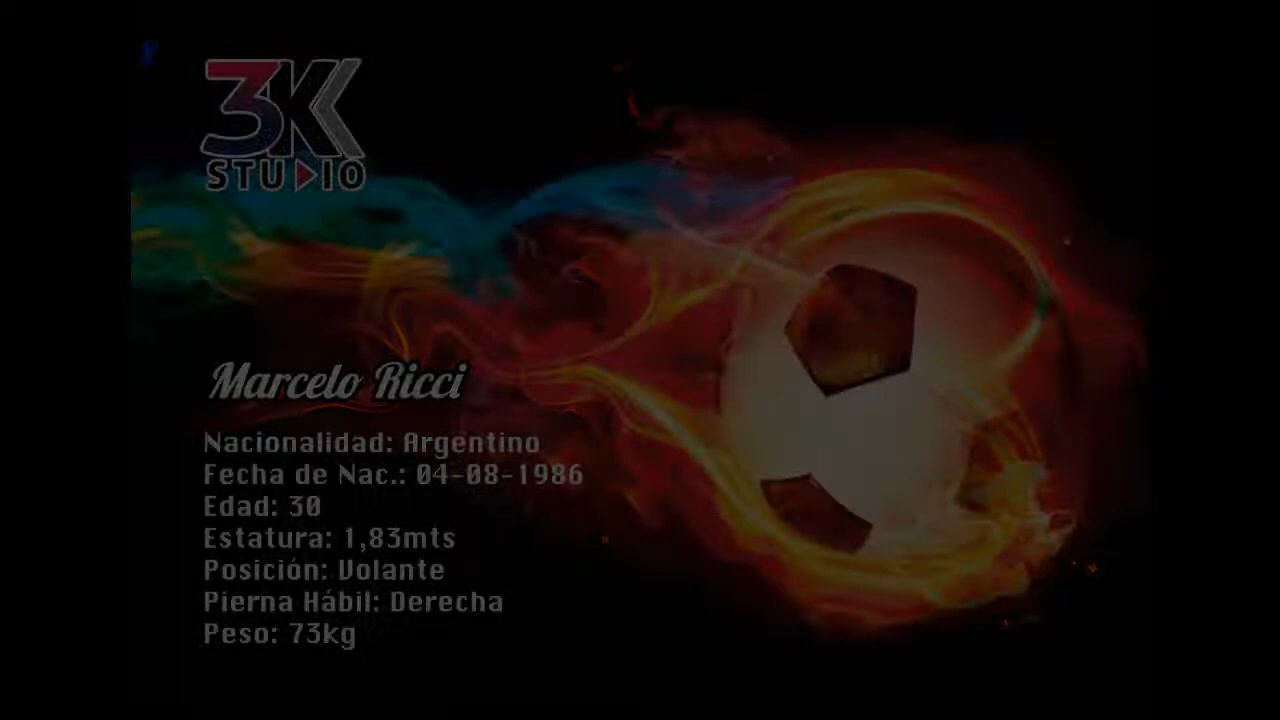 3K
STUDIO
Marcelo Ricci
Nacionalidad: Argentino
Fecha de Nac.: 04-08-1986
Edad: 30
Estatura: 1,83mts
Posición: Volante
Pierna Hábil: Derecha
Peso: 73kg